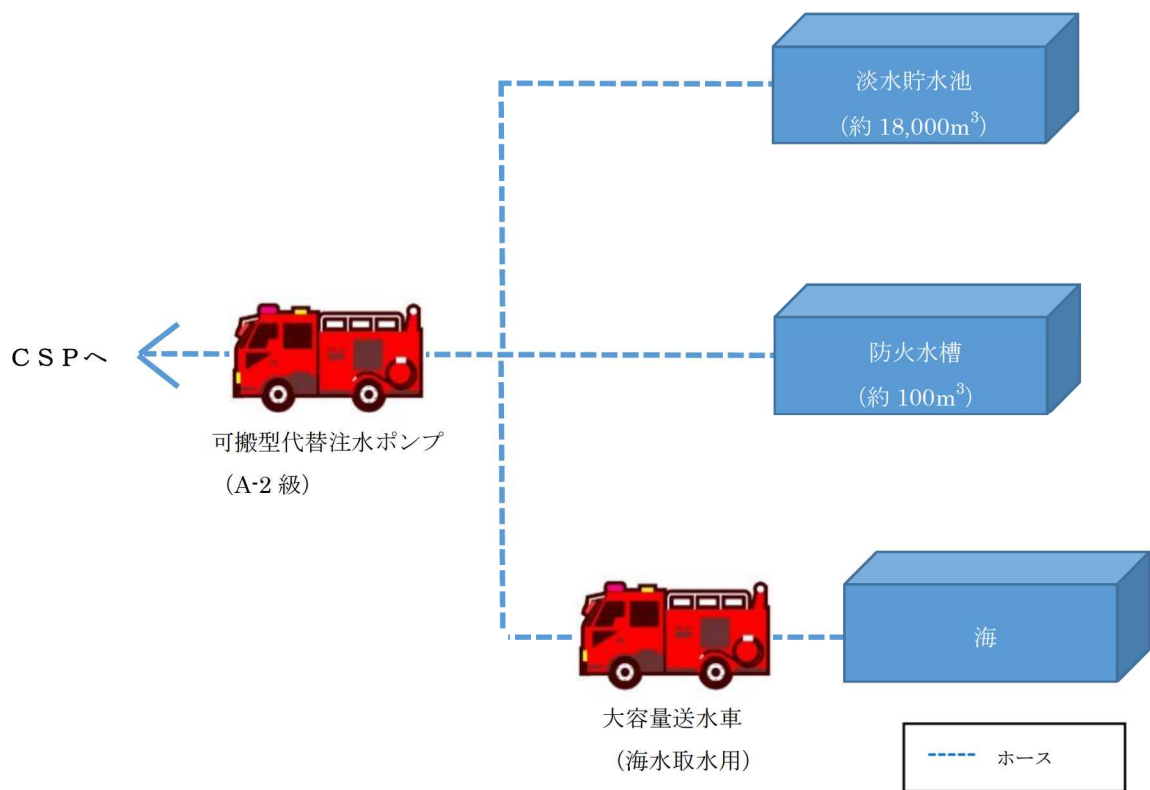 淡水貯水池
（約 18,000m³）
ＣＳＰへ
防火水槽
（約 100m³）
可搬型代替注水ポンプ
（A-2 級）
海
大容量送水車
（海水取水用）
ホース